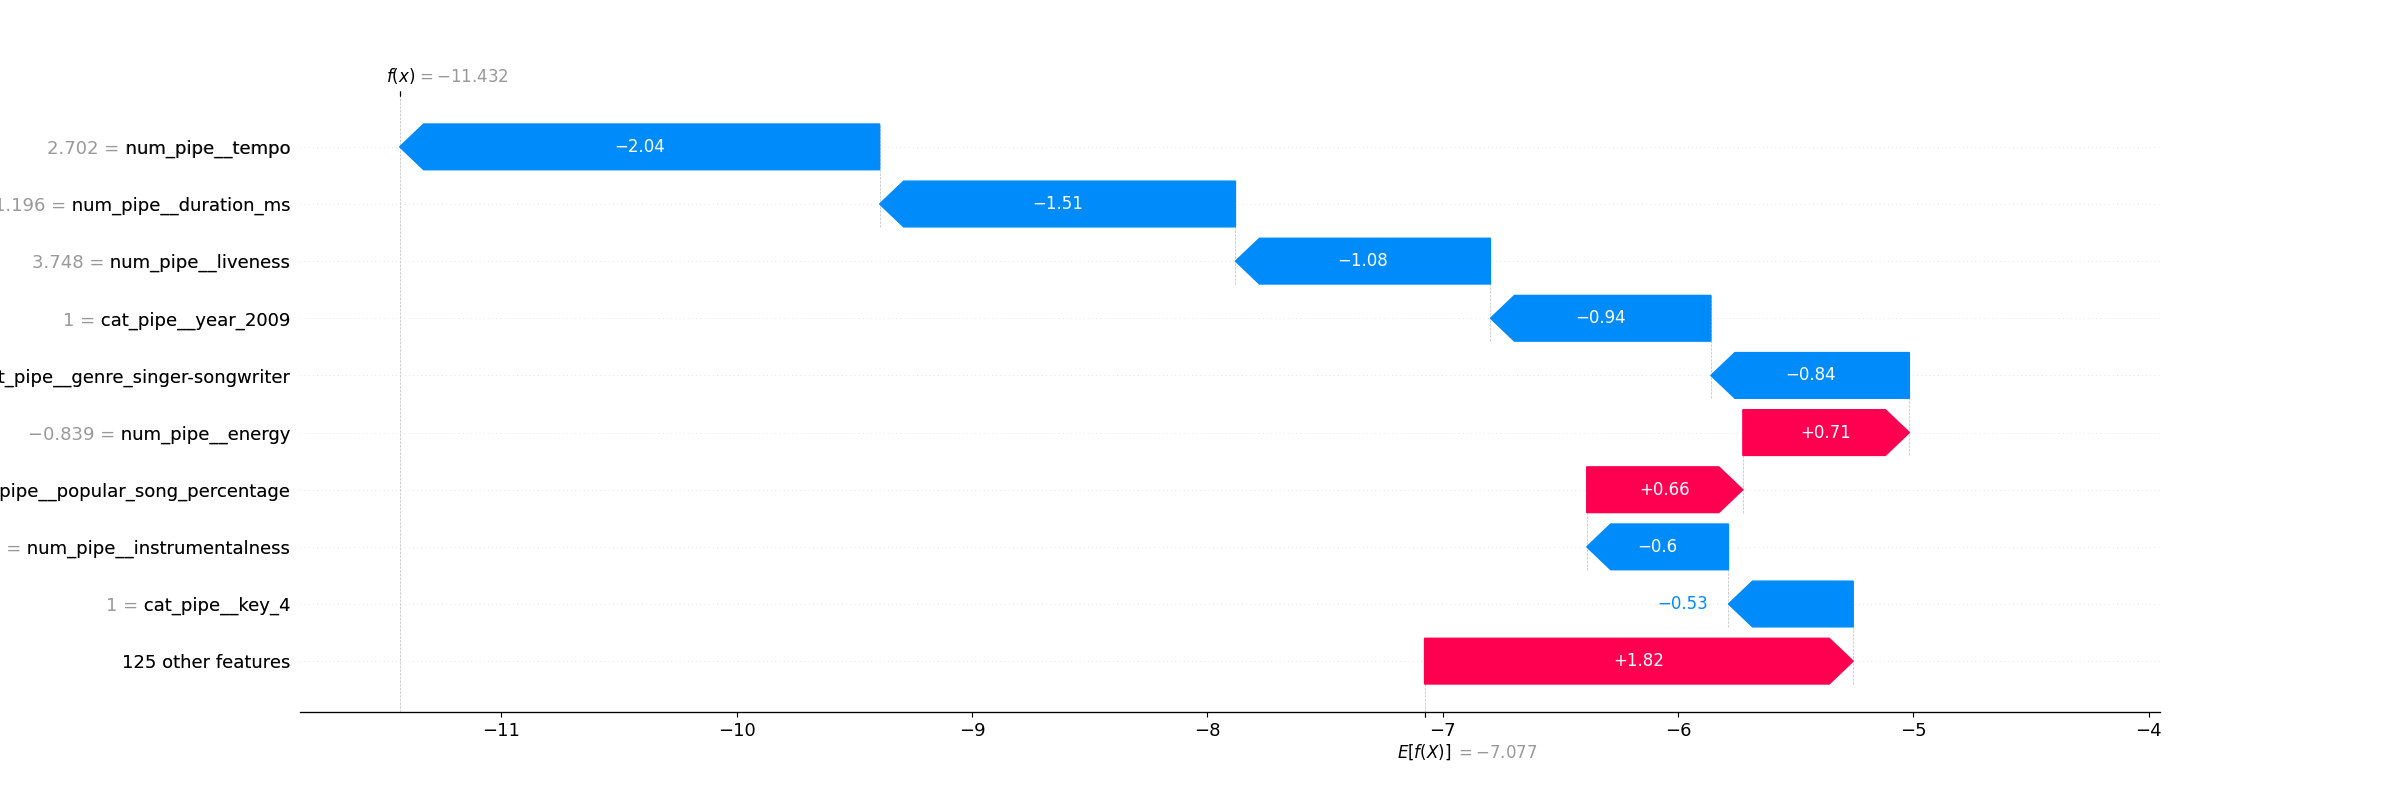 f(x) = −11.432
2.702 = num_pipe__tempo
−2.04
1.196 = num_pipe__duration_ms
−1.51
3.748 = num_pipe__liveness
−1.08
1 = cat_pipe__year_2009
−0.94
t_pipe__genre_singer-songwriter
−0.84
−0.839 = num_pipe__energy
+0.71
pipe__popular_song_percentage
+0.66
= num_pipe__instrumentalness
−0.6
1 = cat_pipe__key_4
−0.53
125 other features
+1.82
−11 −10 −9 −8 −7 −6 −5 −4
E[f(X)] = −7.077